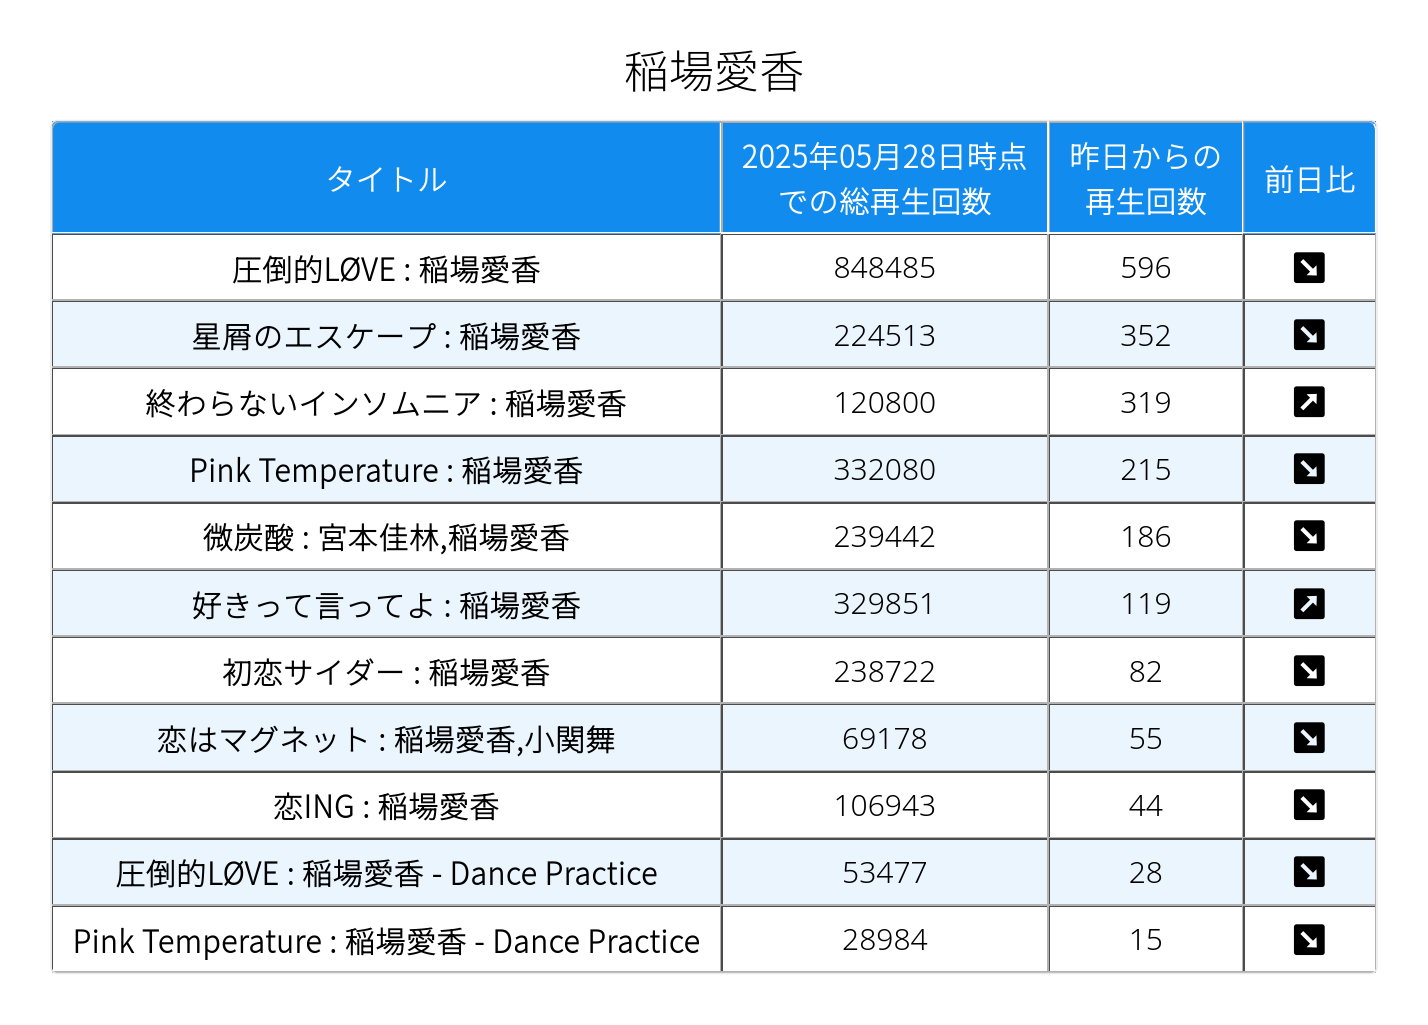 稲場愛香
タイトル 2025年05月28日時点での総再生回数 昨日からの再生回数 前日比
圧倒的LØVE : 稲場愛香 848485 596 ↘
星屑のエスケープ : 稲場愛香 224513 352 ↘
終わらないインソムニア : 稲場愛香 120800 319 ↗
Pink Temperature : 稲場愛香 332080 215 ↘
微炭酸 : 宮本佳林,稲場愛香 239442 186 ↘
好きって言ってよ : 稲場愛香 329851 119 ↗
初恋サイダー : 稲場愛香 238722 82 ↘
恋はマグネット : 稲場愛香,小関舞 69178 55 ↘
恋ING : 稲場愛香 106943 44 ↘
圧倒的LØVE : 稲場愛香 - Dance Practice 53477 28 ↘
Pink Temperature : 稲場愛香 - Dance Practice 28984 15 ↘